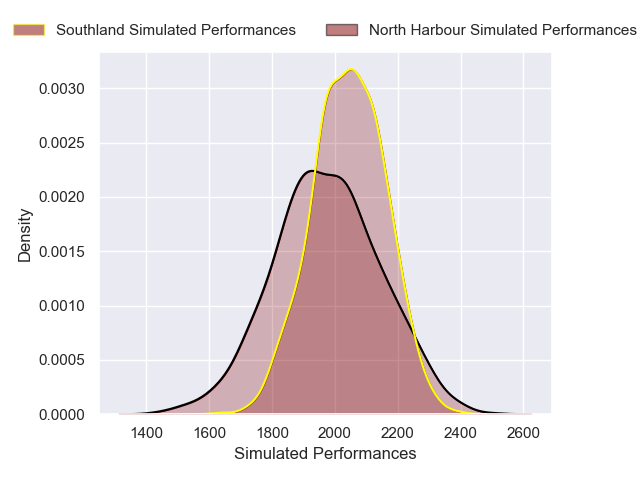 Southland Simulated Performances North Harbour Simulated Performances
0.0030
0.0025
0.0020
0.0015
0.0010
0.0005
0.0000
Density
1400 1600 1800 2000 2200 2400 2600
Simulated Performances